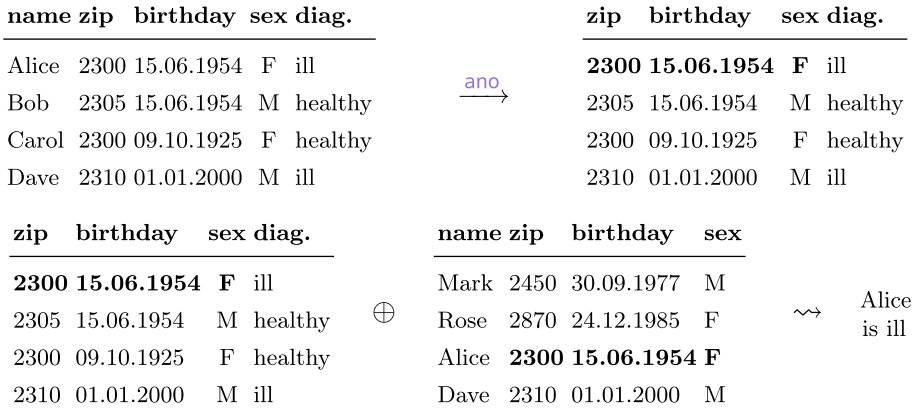 name zip birthday sex diag.
Alice 2300 15.06.1954 F ill
Bob 2305 15.06.1954 M healthy
Carol 2300 09.10.1925 F healthy
Dave 2310 01.01.2000 M ill
ano
zip birthday sex diag.
2300 15.06.1954 F ill
2305 15.06.1954 M healthy
2300 09.10.1925 F healthy
2310 01.01.2000 M ill
zip birthday sex diag.
2300 15.06.1954 F ill
2305 15.06.1954 M healthy
2300 09.10.1925 F healthy
2310 01.01.2000 M ill
⊕
name zip birthday sex
Mark 2450 30.09.1977 M
Rose 2870 24.12.1985 F
Alice 2300 15.06.1954 F
Dave 2310 01.01.2000 M
Alice
is ill